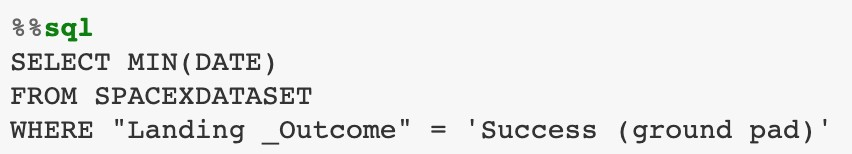 %%sql
SELECT MIN(DATE)
FROM SPACEXDATASET
WHERE "Landing _Outcome" = 'Success (ground pad)'